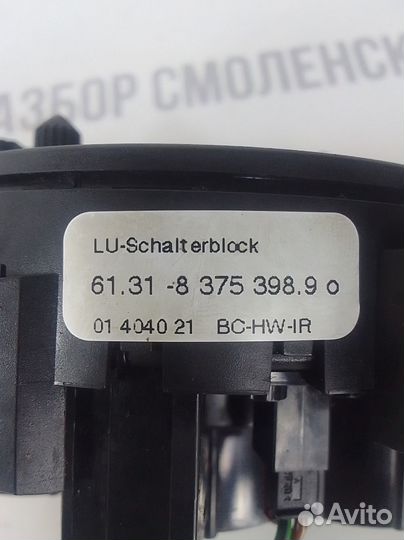 АЗБОР СМОЛЕНСК
LU-Schalterblock
61.31 -8 375 398.9 o
01 4040 21 BC-HW-IR
Avito